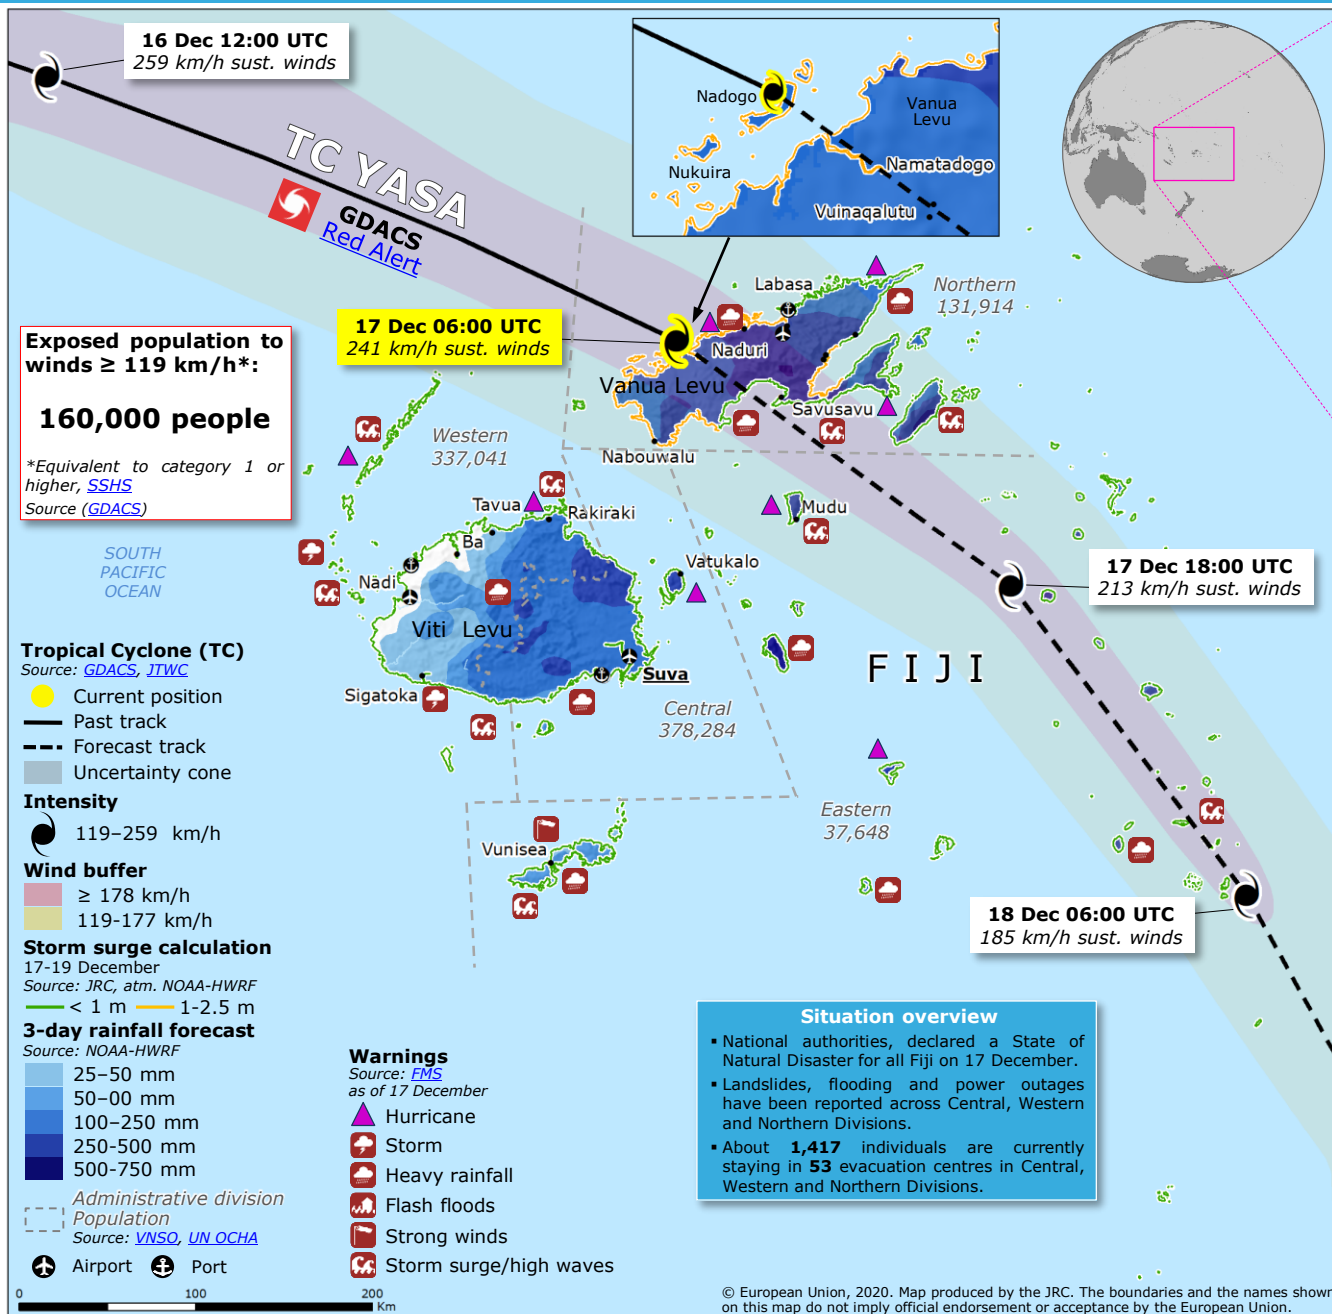 16 Dec 12:00 UTC
259 km/h sust. winds
TC YASA
GDACS
Red Alert
Nadogo
Vanua
Levu
Nukuira
Namatadogo
Vuinaqalutu
17 Dec 06:00 UTC
241 km/h sust. winds
Labasa
Northern
131,914
Naduri
Vanua Levu
Savusavu
Nabouwalu
Exposed population to
winds ≥ 119 km/h*:
160,000 people
*Equivalent to category 1 or
higher, SSHS
Source (GDACS)
Western
337,041
Tavua
Rakiraki
Ba
Nadi
Viti Levu
Sigatoka
Suva
Mudu
Vatukalo
SOUTH
PACIFIC
OCEAN
17 Dec 18:00 UTC
213 km/h sust. winds
FIJI
Central
378,284
Eastern
37,648
Vunisea
18 Dec 06:00 UTC
185 km/h sust. winds
Tropical Cyclone (TC)
Source: GDACS, JTWC
Current position
Past track
Forecast track
Uncertainty cone
Intensity
119–259 km/h
Wind buffer
≥ 178 km/h
119-177 km/h
Storm surge calculation
17-19 December
Source: JRC, atm. NOAA-HWRF
< 1 m 1-2.5 m
3-day rainfall forecast
Source: NOAA-HWRF
25–50 mm
50–00 mm
100–250 mm
250-500 mm
500-750 mm
Administrative division
Population
Source: VNSO, UN OCHA
Airport Port
0 100 200
Km
Warnings
Source: FMS
as of 17 December
Hurricane
Storm
Heavy rainfall
Flash floods
Strong winds
Storm surge/high waves
Situation overview
▪ National authorities, declared a State of
Natural Disaster for all Fiji on 17 December.
▪ Landslides, flooding and power outages
have been reported across Central, Western
and Northern Divisions.
▪ About 1,417 individuals are currently
staying in 53 evacuation centres in Central,
Western and Northern Divisions.
© European Union, 2020. Map produced by the JRC. The boundaries and the names shown
on this map do not imply official endorsement or acceptance by the European Union.